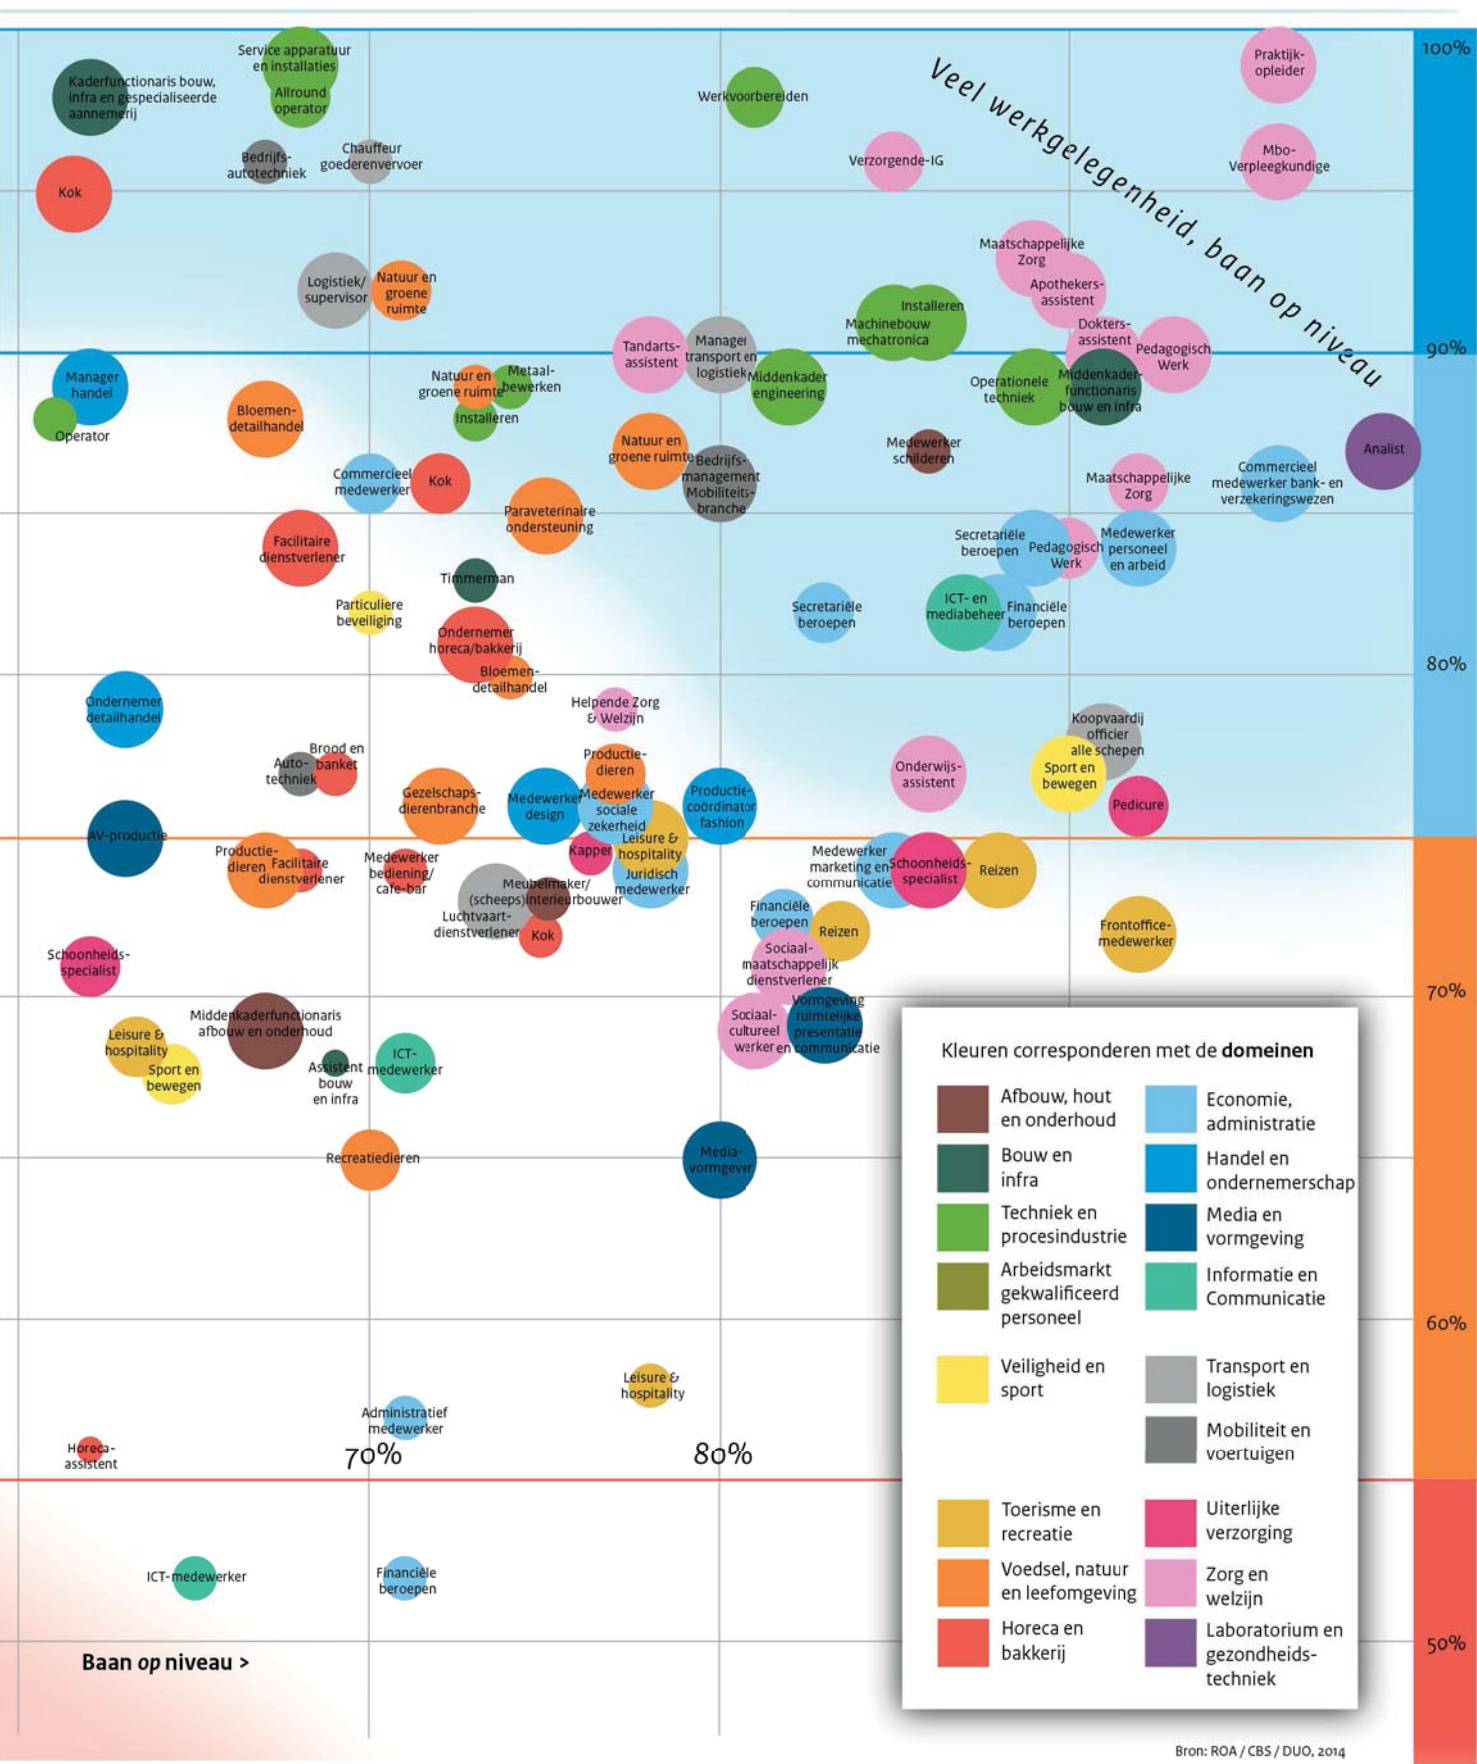 100%
Service apparatuur
en installaties
Praktijk-
opleider
Kaderfunctionaris bouw,
infra en gespecialiseerde
aannemerij
Allround
operator
Werkvoorbereiden
Veel werkgelegenheid, baan op niveau
Bedrijfs-
autotechniek
Chauffeur
goederenvervoer
Verzorgende-IG
Mbo-
Verpleegkundige
Kok
Maatschappelijke
Zorg
Logistiek/
supervisor
Natuur en
groene
ruimte
Apothekers-
assistent
Installeren
Machinebouw
mechatronica
Dokters-
assistent
Pedagogisch
Werk
90%
Tandarts-
assistent
Manager
transport en
logistiek
Manager
handel
Natuur en
groene ruimte
Metaal-
bewerken
Middenkader
engineering
Operationele
techniek
Middenkader-
functionaris
bouw en infra
Operator
Bloemen-
detailhandel
Installeren
Natuur en
groene ruimte
Medewerker
schilderen
Analist
Commercieel
medewerker
Kok
Bedrijfs-
management
Mobiliteits-
branche
Maatschappelijke
Zorg
Commercieel
medewerker bank- en
verzekeringswezen
Paraveterinaire
ondersteuning
Facilitaire
dienstverlener
Secretariële
beroepen
Pedagogisch
Werk
Medewerker
personeel
en arbeid
Timmerman
Particuliere
beveiliging
Secretariële
beroepen
ICT- en
mediabeheer
Financiële
beroepen
Ondernemer
horeca/bakkerij
Bloemen-
detailhandel
80%
Ondernemer
detailhandel
Helpende Zorg
& Welzijn
Koopvaardij
officier
alle schepen
Auto-
techniek
Brood en
banket
Productie-
dieren
Onderwijs-
assistent
Sport en
bewegen
Gezelschaps-
dierenbranche
Medewerker
design
Medewerker
sociale
zekerheid
Productie-
coördinator
fashion
Pedicure
AV-productie
Kapper
Leisure &
hospitality
Productie-
dieren
Facilitaire
dienstverlener
Medewerker
bediening/
cafe-bar
Juridisch
medewerker
Medewerker
marketing en
communicatie
Schoonheids-
specialist
Reizen
Meubelmaker/
(scheeps)interieurbouwer
Luchtvaart-
dienstverlener
Kok
Financiële
beroepen
Reizen
Frontoffice-
medewerker
Schoonheids-
specialist
Sociaal-
maatschappelijk
dienstverlener
70%
Middenkaderfunctionaris
afbouw en onderhoud
Sociaal-
cultureel
werker
Vormgeving
ruimtelijke
presentatie
en communicatie
Leisure &
hospitality
Sport en
bewegen
Assistent
bouw
en infra
ICT-
medewerker
Recreatiedieren
Media-
vormgever
60%
Leisure &
hospitality
Administratief
medewerker
Horeca-
assistent
70%
80%
ICT-medewerker
Financiële
beroepen
50%
Baan op niveau >
Kleuren corresponderen met de domeinen
Afbouw, hout
en onderhoud
Bouw en
infra
Techniek en
procesindustrie
Arbeidsmarkt
gekwalificeerd
personeel
Veiligheid en
sport
Toerisme en
recreatie
Voedsel, natuur
en leefomgeving
Horeca en
bakkerij
Economie,
administratie
Handel en
ondernemerschap
Media en
vormgeving
Informatie en
Communicatie
Transport en
logistiek
Mobiliteit en
voertuigen
Uiterlijke
verzorging
Zorg en
welzijn
Laboratorium en
gezondheids-
techniek
Bron: ROA / CBS / DUO, 2014